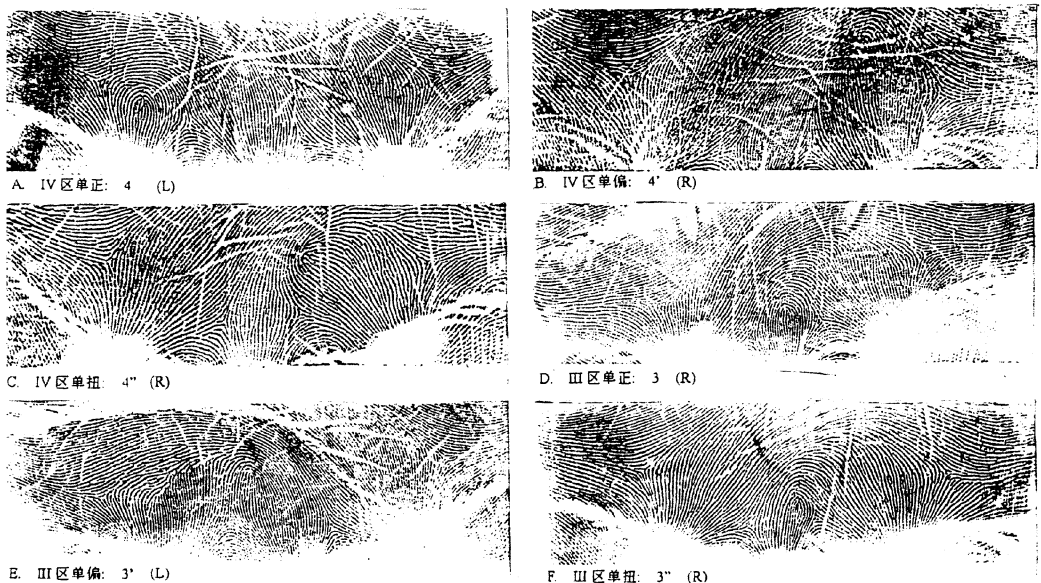 A. IV区单正: 4 (L)
B. IV区单偏: 4' (R)
C. IV区单扭: 4" (R)
D. III区单正: 3 (R)
E. III区单偏: 3' (L)
F. III区单扭: 3" (R)